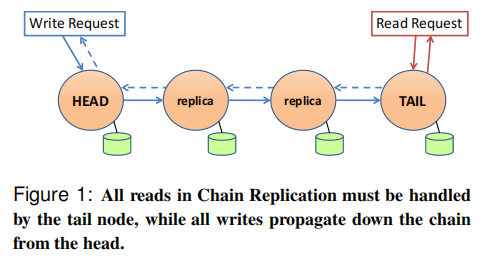 Write Request
Read Request
HEAD
replica
replica
TAIL
Figure 1: All reads in Chain Replication must be handled
by the tail node, while all writes propagate down the chain
from the head.